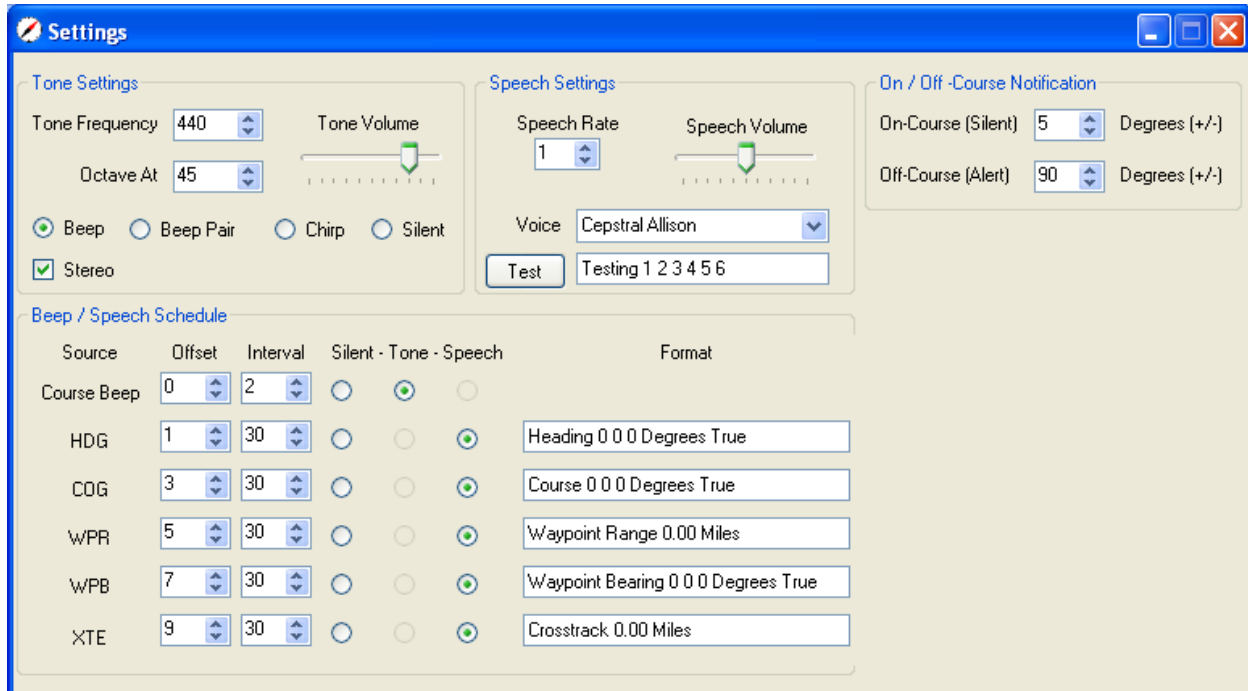 Settings
Tone Settings
Tone Frequency 440 Tone Volume
Octave At 45
Beep Beep Pair Chirp Silent
Stereo
Speech Settings
Speech Rate Speech Volume
1
Voice Cepstral Allison
Test Testing 1 2 3 4 5 6
On / Off -Course Notification
On-Course (Silent) 5 Degrees (+/-)
Off-Course (Alert) 90 Degrees (+/-)
Beep / Speech Schedule
Source Offset Interval Silent - Tone - Speech Format
Course Beep 0 2
HDG 1 30 Heading 0 0 0 Degrees True
COG 3 30 Course 0 0 0 Degrees True
WPR 5 30 Waypoint Range 0.00 Miles
WPB 7 30 Waypoint Bearing 0 0 0 Degrees True
XTE 9 30 Crosstrack 0.00 Miles